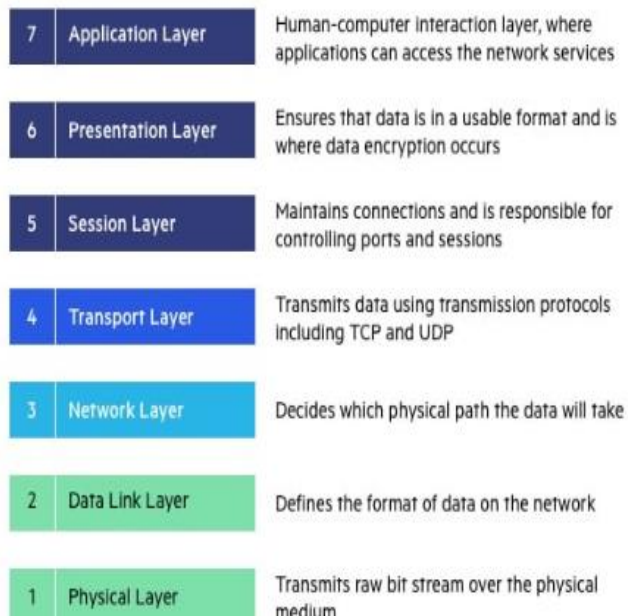 7 Application Layer
Human-computer interaction layer, where
applications can access the network services
6 Presentation Layer
Ensures that data is in a usable format and is
where data encryption occurs
5 Session Layer
Maintains connections and is responsible for
controlling ports and sessions
4 Transport Layer
Transmits data using transmission protocols
including TCP and UDP
3 Network Layer
Decides which physical path the data will take
2 Data Link Layer
Defines the format of data on the network
1 Physical Layer
Transmits raw bit stream over the physical
medium